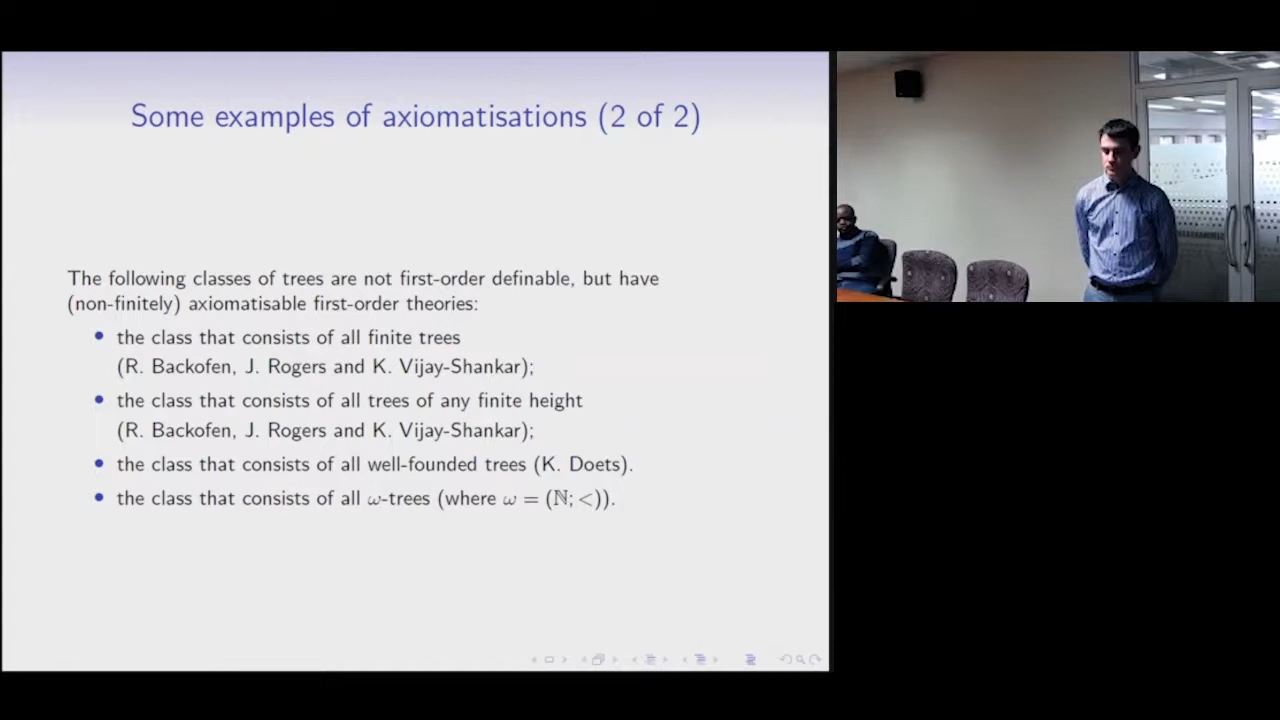 Some examples of axiomatisations (2 of 2)
The following classes of trees are not first-order definable, but have
(non-finitely) axiomatisable first-order theories:
• the class that consists of all finite trees
(R. Backofen, J. Rogers and K. Vijay-Shankar);
• the class that consists of all trees of any finite height
(R. Backofen, J. Rogers and K. Vijay-Shankar);
• the class that consists of all well-founded trees (K. Doets).
• the class that consists of all ω-trees (where ω = (ℕ; <)).